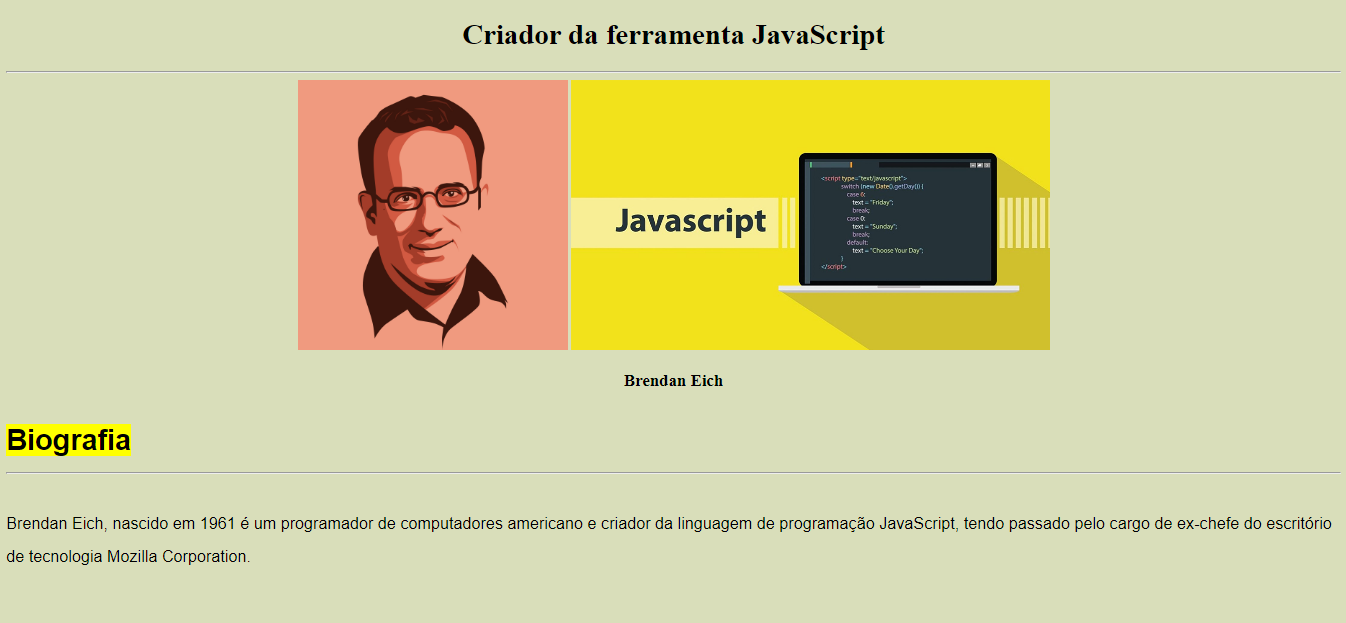 Criador da ferramenta JavaScript
Javascript
<script type="text/javascript">
switch (new Date().getDay()) {
case 6:
text = "Friday";
break;
case 0:
text = "Sunday";
break;
default:
text = "Choose Your Day";
}
</script>
Brendan Eich
Biografia
Brendan Eich, nascido em 1961 é um programador de computadores americano e criador da linguagem de programação JavaScript, tendo passado pelo cargo de ex-chefe do escritório
de tecnologia Mozilla Corporation.